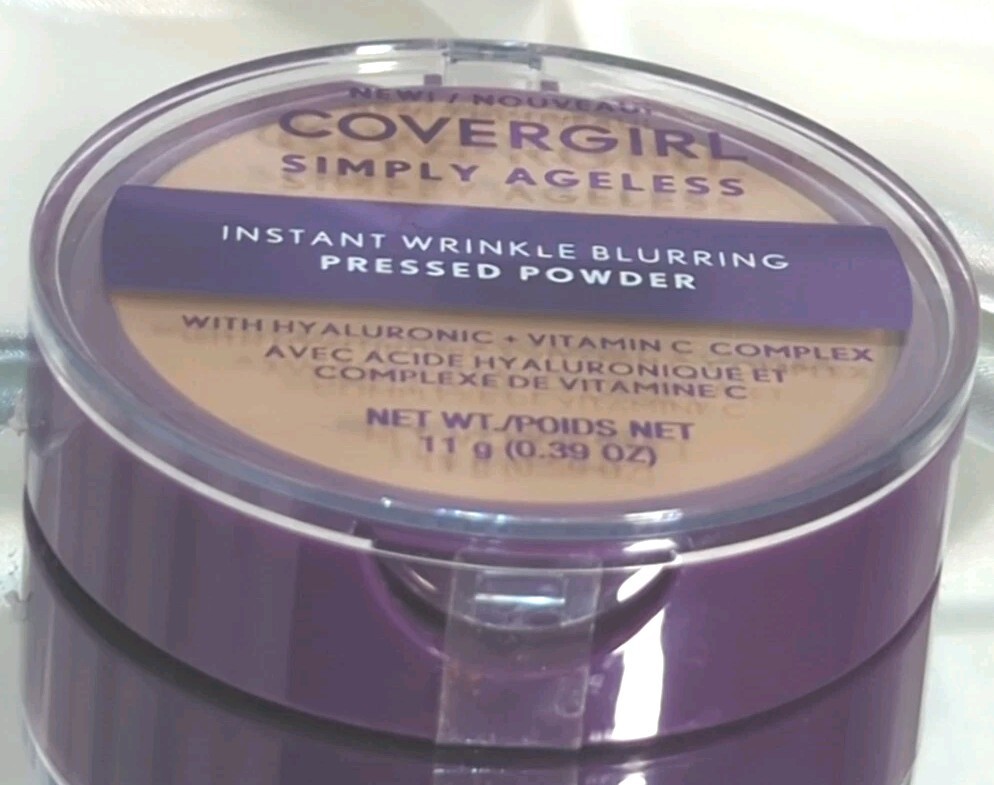 NEW! / NOUVEAU!
COVERGIRL
SIMPLY AGELESS
INSTANT WRINKLE BLURRING
PRESSED POWDER
WITH HYALURONIC + VITAMIN C COMPLEX
AVEC ACIDE HYALURONIQUE ET
COMPLEXE DE VITAMINE C
NET WT./POIDS NET
11 g (0.39 OZ)